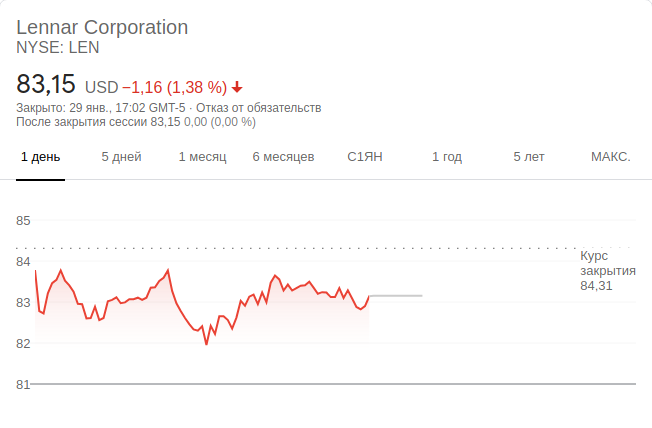 Lennar Corporation
NYSE: LEN
83,15 USD −1,16 (1,38 %)
Закрыто: 29 янв., 17:02 GMT-5 · Отказ от обязательств
После закрытия сессии 83,15 0,00 (0,00 %)
1 день 5 дней 1 месяц 6 месяцев С1ЯН 1 год 5 лет МАКС.
85
84
83
82
81
Курс
закрытия
84,31